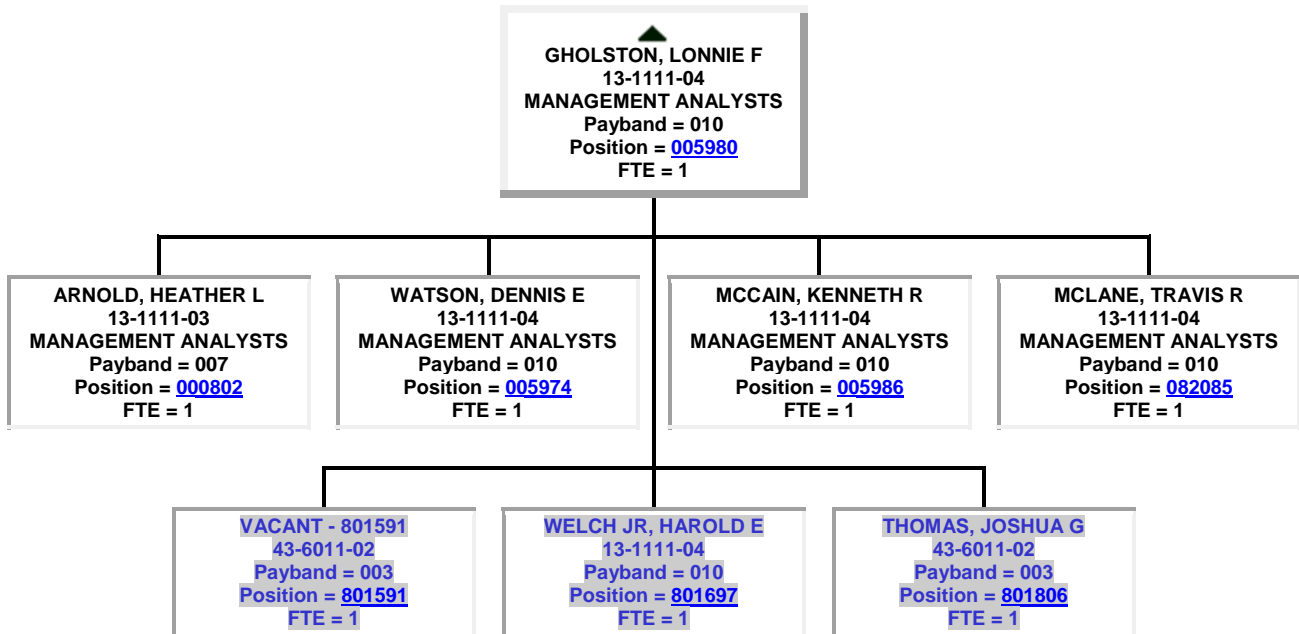 GHOLSTON, LONNIE F
13-1111-04
MANAGEMENT ANALYSTS
Payband = 010
Position = 005980
FTE = 1
ARNOLD, HEATHER L
13-1111-03
MANAGEMENT ANALYSTS
Payband = 007
Position = 000802
FTE = 1
WATSON, DENNIS E
13-1111-04
MANAGEMENT ANALYSTS
Payband = 010
Position = 005974
FTE = 1
MCCAIN, KENNETH R
13-1111-04
MANAGEMENT ANALYSTS
Payband = 010
Position = 005986
FTE = 1
MCLANE, TRAVIS R
13-1111-04
MANAGEMENT ANALYSTS
Payband = 010
Position = 082085
FTE = 1
VACANT - 801591
43-6011-02
Payband = 003
Position = 801591
FTE = 1
WELCH JR, HAROLD E
13-1111-04
Payband = 010
Position = 801697
FTE = 1
THOMAS, JOSHUA G
43-6011-02
Payband = 003
Position = 801806
FTE = 1